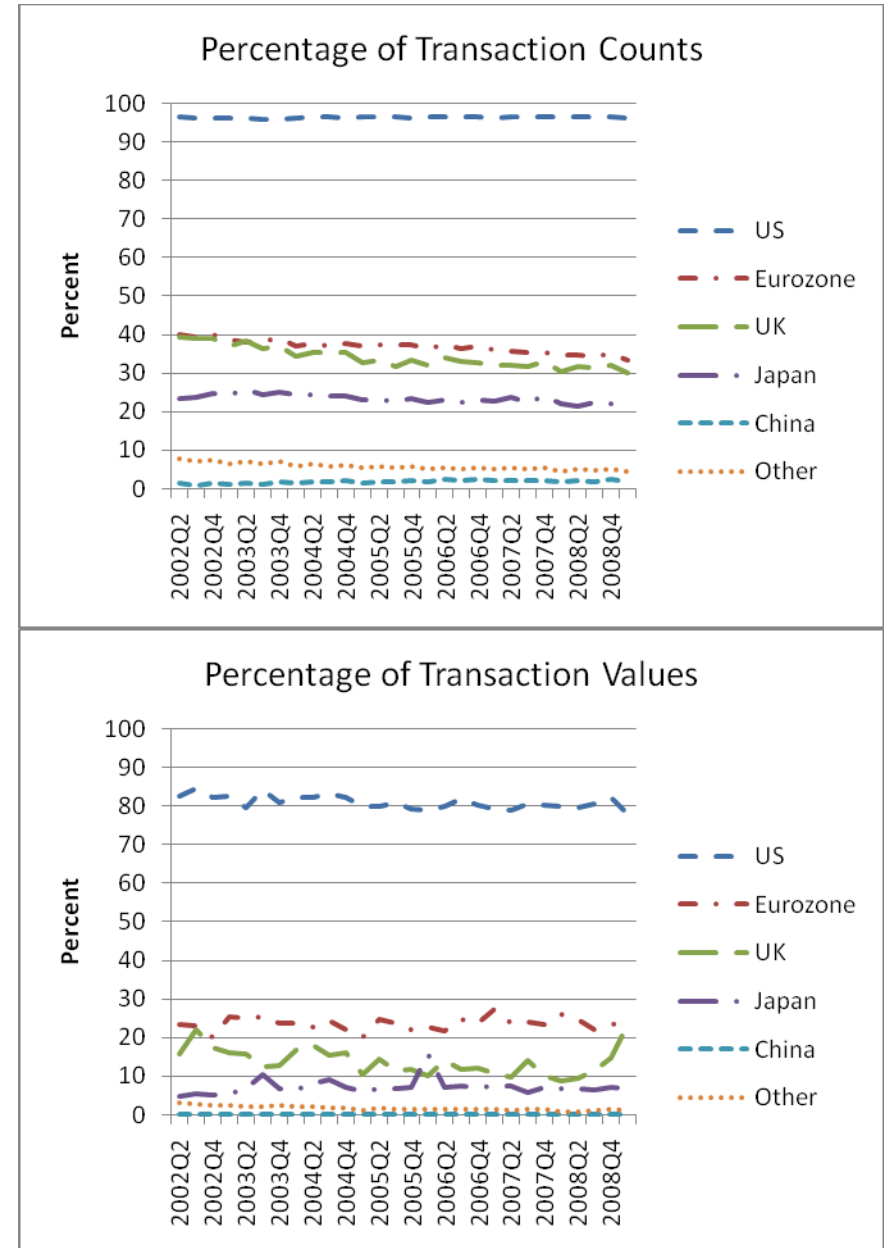 Percentage of Transaction Counts
100
90
80
70
60
50
40
30
20
10
0
Percent
2002Q2
2002Q4
2003Q2
2003Q4
2004Q2
2004Q4
2005Q2
2005Q4
2006Q2
2006Q4
2007Q2
2007Q4
2008Q2
2008Q4
US
Eurozone
UK
Japan
China
Other
Percentage of Transaction Values
100
90
80
70
60
50
40
30
20
10
0
Percent
2002Q2
2002Q4
2003Q2
2003Q4
2004Q2
2004Q4
2005Q2
2005Q4
2006Q2
2006Q4
2007Q2
2007Q4
2008Q2
2008Q4
US
Eurozone
UK
Japan
China
Other